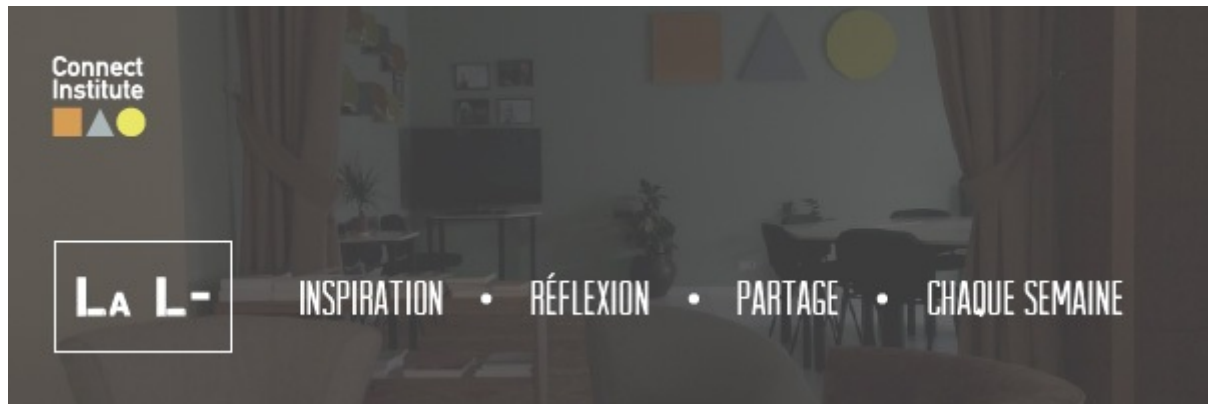 Connect
Institute
La L-
INSPIRATION • RÉFLEXION • PARTAGE • CHAQUE SEMAINE